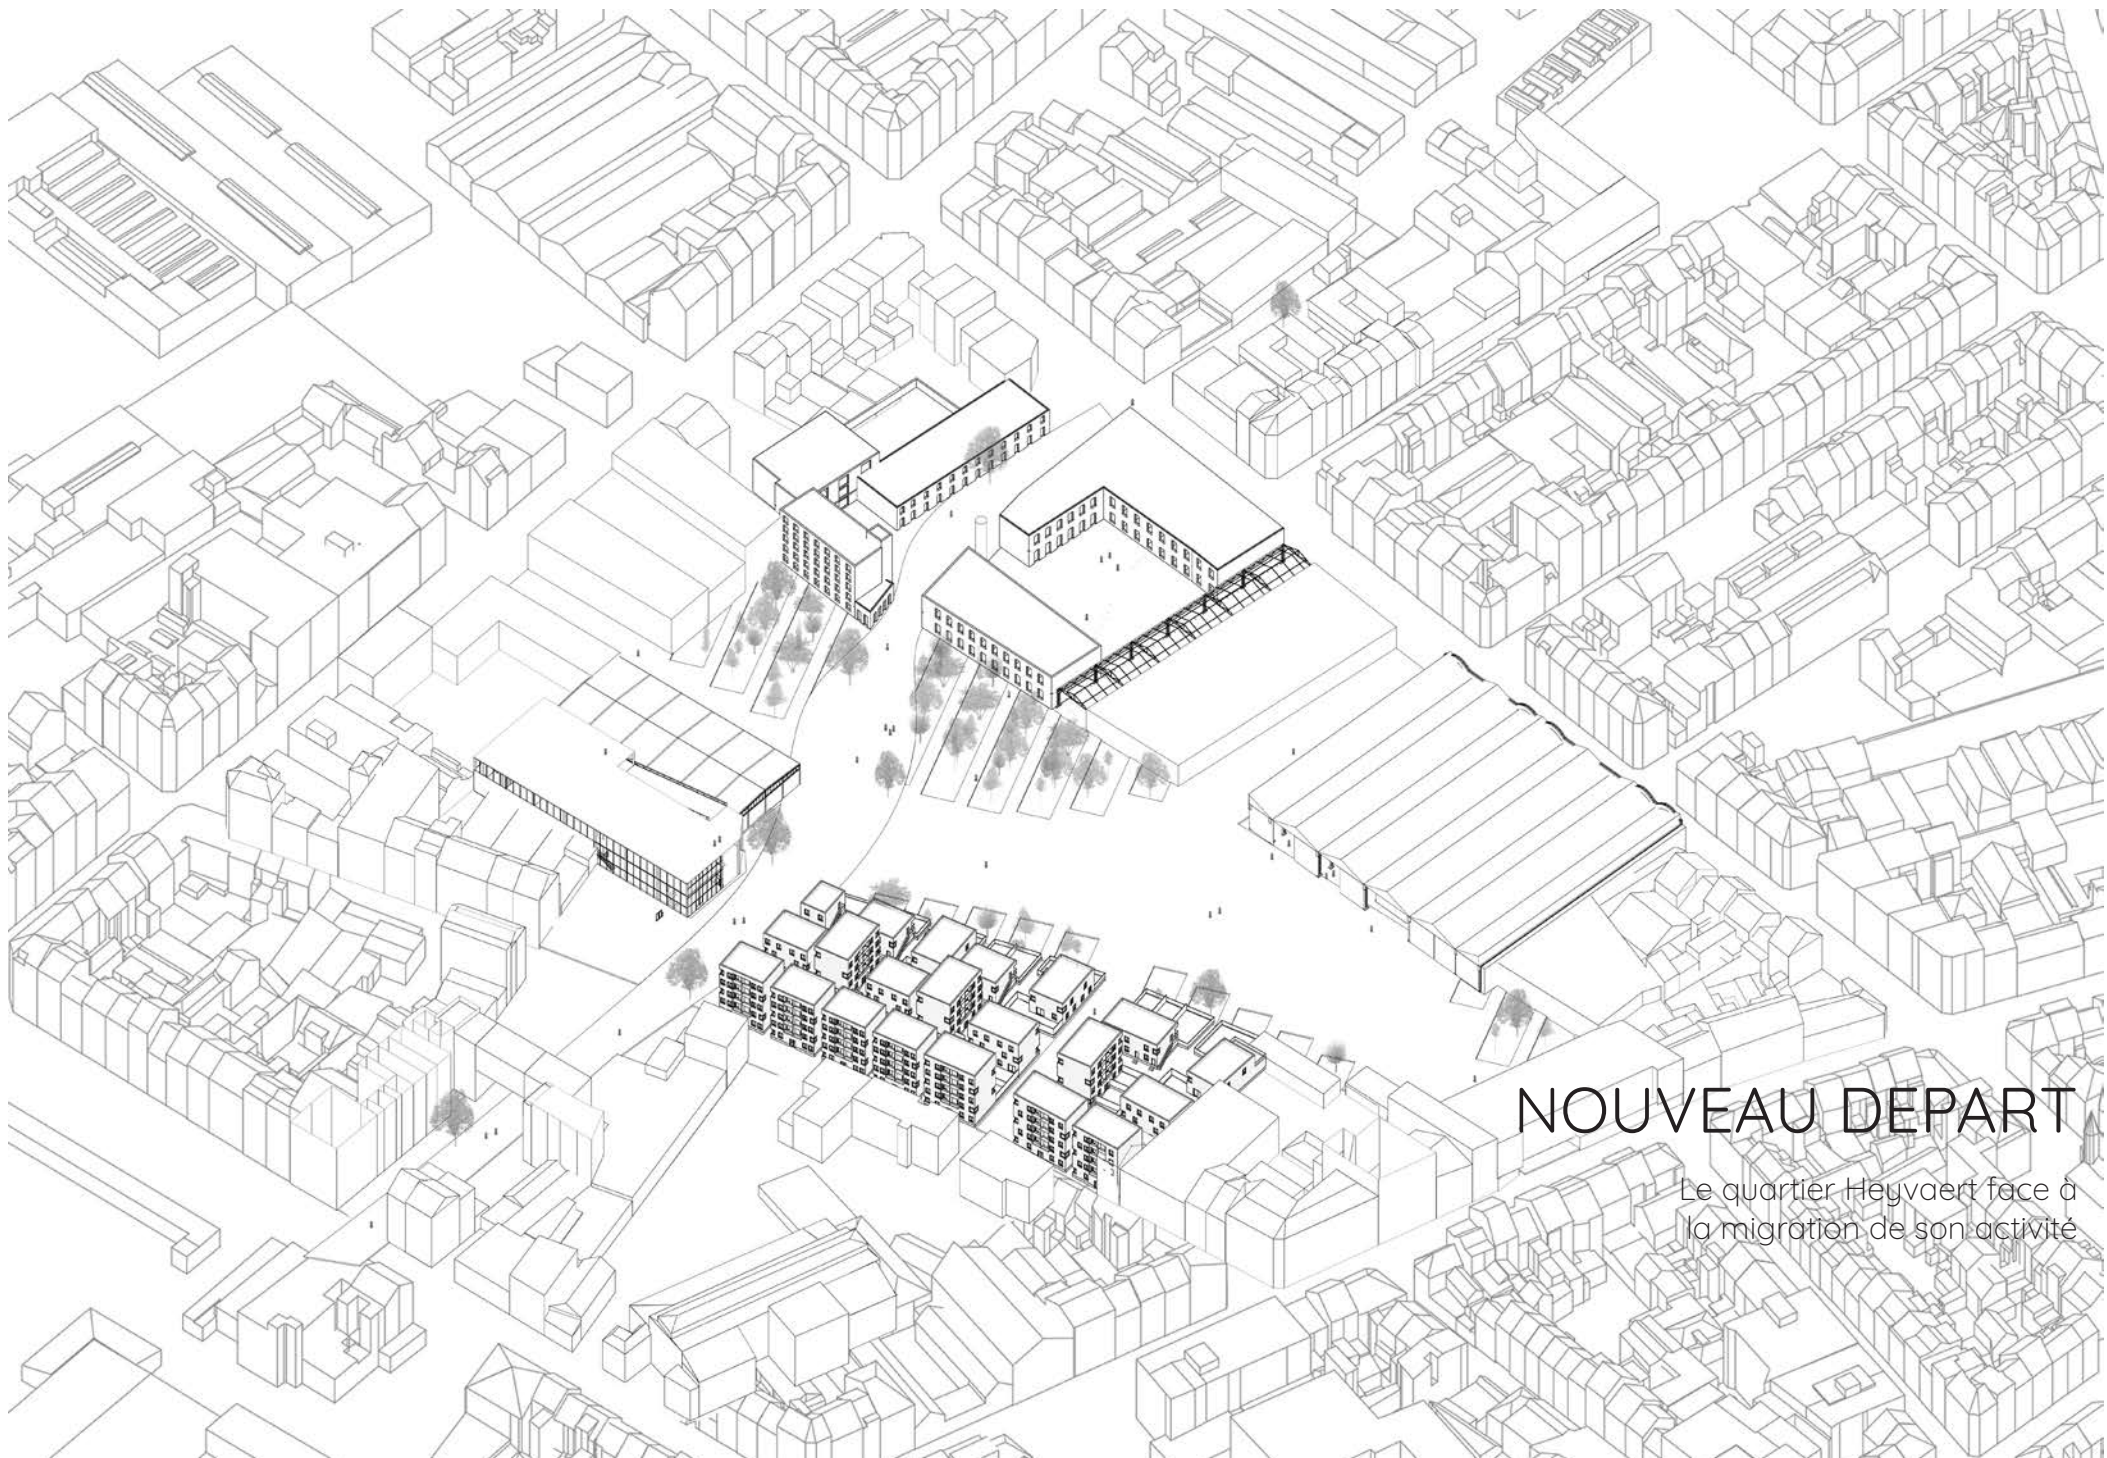 NOUVEAU DEPART
Le quartier Heyvaert face à
la migration de son activité